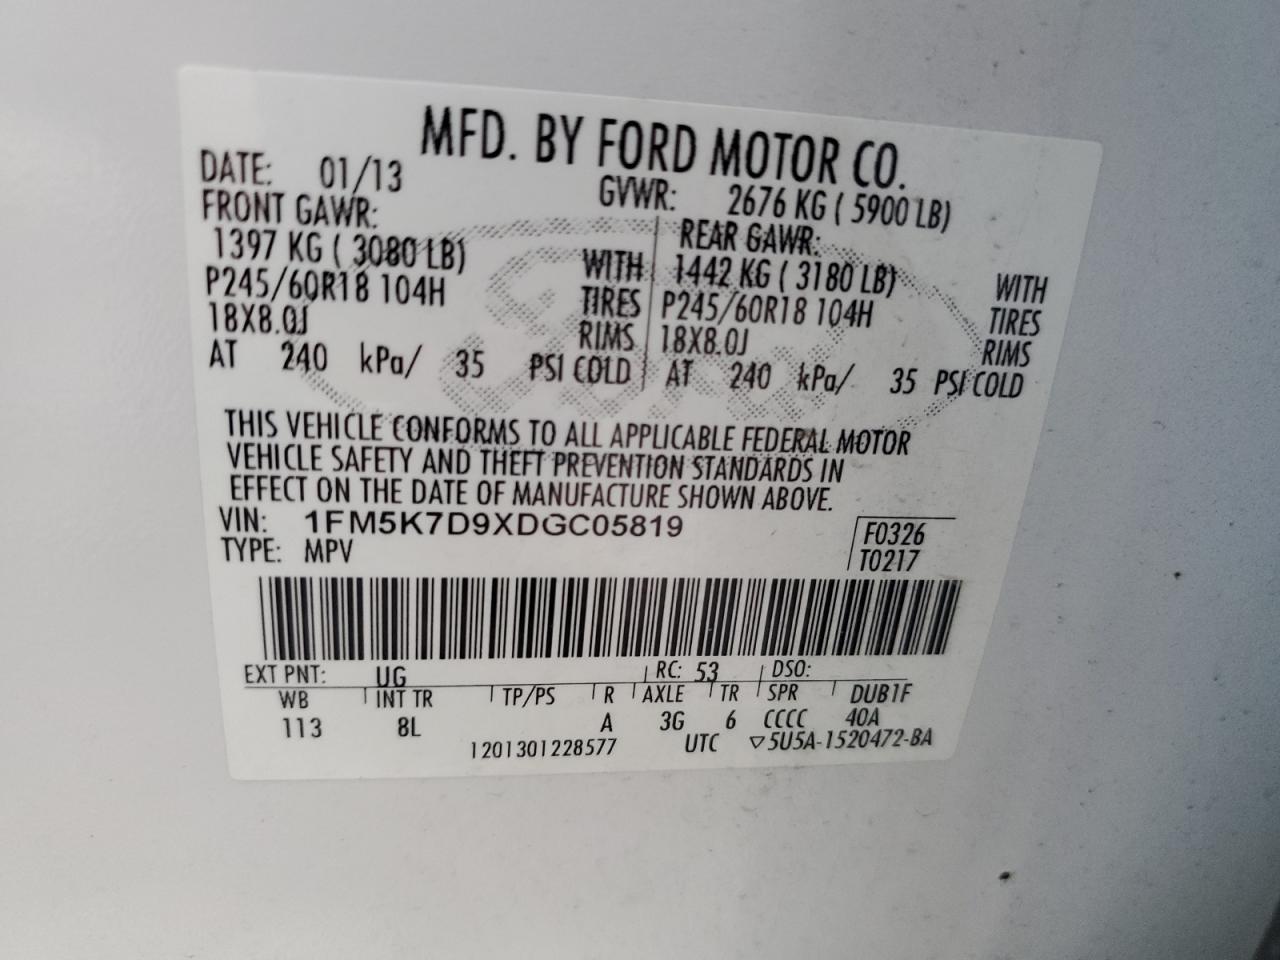 MFD. BY FORD MOTOR CO.
DATE: 01/13 GVWR: 2676 KG ( 5900 LB)
FRONT GAWR: REAR GAWR:
1397 KG ( 3080 LB) WITH 1442 KG ( 3180 LB) WITH
P245/60R18 104H TIRES P245/60R18 104H TIRES
18X8.0J RIMS 18X8.0J RIMS
AT 240 kPa/ 35 PSI COLD AT 240 kPa/ 35 PSI COLD
Ford
THIS VEHICLE CONFORMS TO ALL APPLICABLE FEDERAL MOTOR
VEHICLE SAFETY AND THEFT PREVENTION STANDARDS IN
EFFECT ON THE DATE OF MANUFACTURE SHOWN ABOVE.
VIN: 1FM5K7D9XDGC05819 F0326
TYPE: MPV T0217
EXT PNT: UG RC: 53 DSO:
WB INT TR TP/PS R AXLE TR SPR DUB1F
113 8L A 3G 6 CCCC 40A
1201301228577 UTC ▽5U5A-1520472-BA